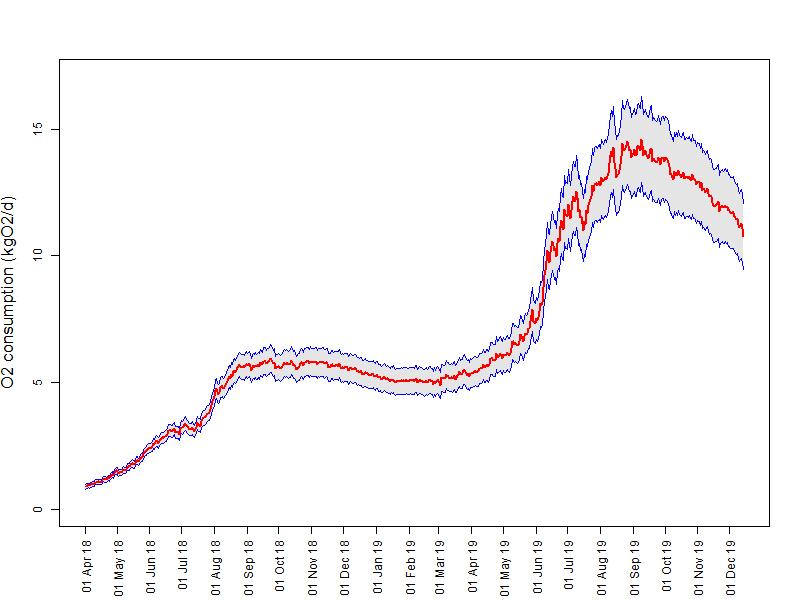 O2 consumption (kgO2/d)
15
10
5
0
01 Apr 18
01 May 18
01 Jun 18
01 Jul 18
01 Aug 18
01 Sep 18
01 Oct 18
01 Nov 18
01 Dec 18
01 Jan 19
01 Feb 19
01 Mar 19
01 Apr 19
01 May 19
01 Jun 19
01 Jul 19
01 Aug 19
01 Sep 19
01 Oct 19
01 Nov 19
01 Dec 19